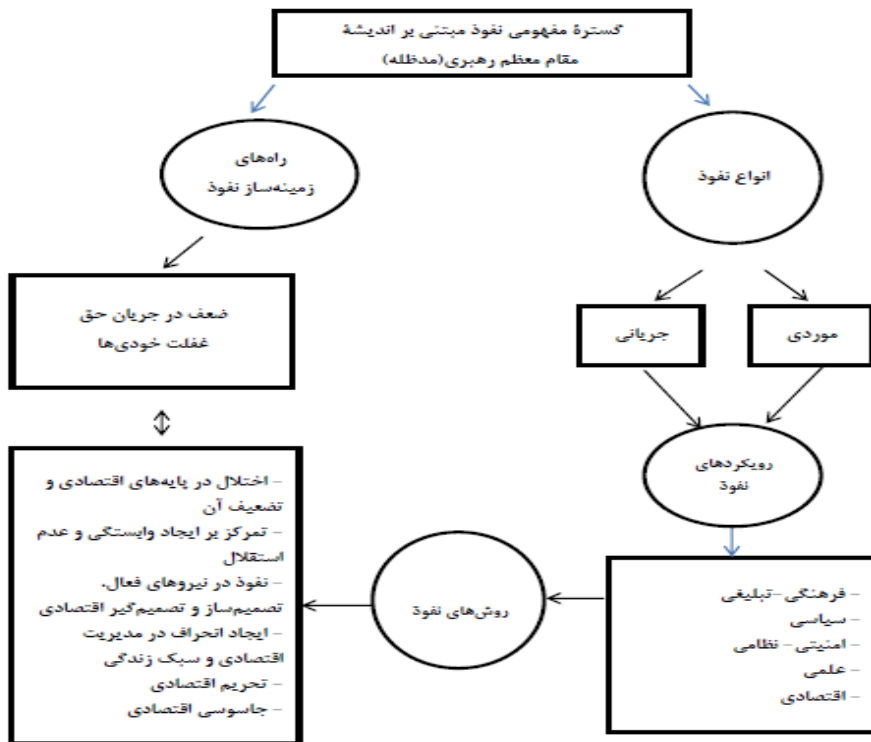 گسترهٔ مفهومی نفوذ مبتنی بر اندیشهٔ
مقام معظم رهبری(مدظله)
انواع نفوذ
راه‌های
زمینه‌ساز نفوذ
موردی
جریانی
ضعف در جریان حق
غفلت خودی‌ها
رویکردهای
نفوذ
- فرهنگی-تبلیغی
- سیاسی
- امنیتی- نظامی
- علمی
- اقتصادی
روش‌های نفوذ
- اختلال در پایه‌های اقتصادی و
تضعیف آن
- تمرکز بر ایجاد وابستگی و عدم
استقلال
- نفوذ در نیروهای فعال،
تصمیم‌ساز و تصمیم‌گیر اقتصادی
- ایجاد انحراف در مدیریت
اقتصادی و سبک زندگی
- تحریم اقتصادی
- جاسوسی اقتصادی